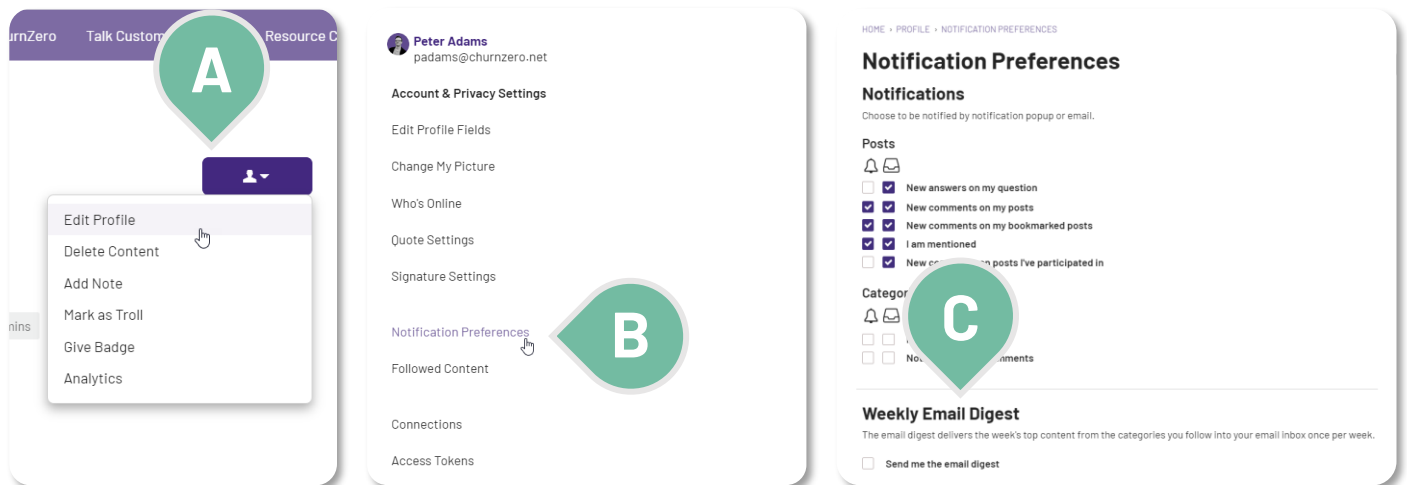 urnZero Talk Custom Resource C
A
Edit Profile
Delete Content
Add Note
Mark as Troll
Give Badge
Analytics
mins
Peter Adams
padams@churnzero.net
Account & Privacy Settings
Edit Profile Fields
Change My Picture
Who's Online
Quote Settings
Signature Settings
Notification Preferences
B
Followed Content
Connections
Access Tokens
HOME › PROFILE › NOTIFICATION PREFERENCES
Notification Preferences
Notifications
Choose to be notified by notification popup or email.
Posts
New answers on my question
New comments on my posts
New comments on my bookmarked posts
I am mentioned
New co on posts I've participated in
Categor
C
ments
Weekly Email Digest
The email digest delivers the week's top content from the categories you follow into your email inbox once per week.
Send me the email digest